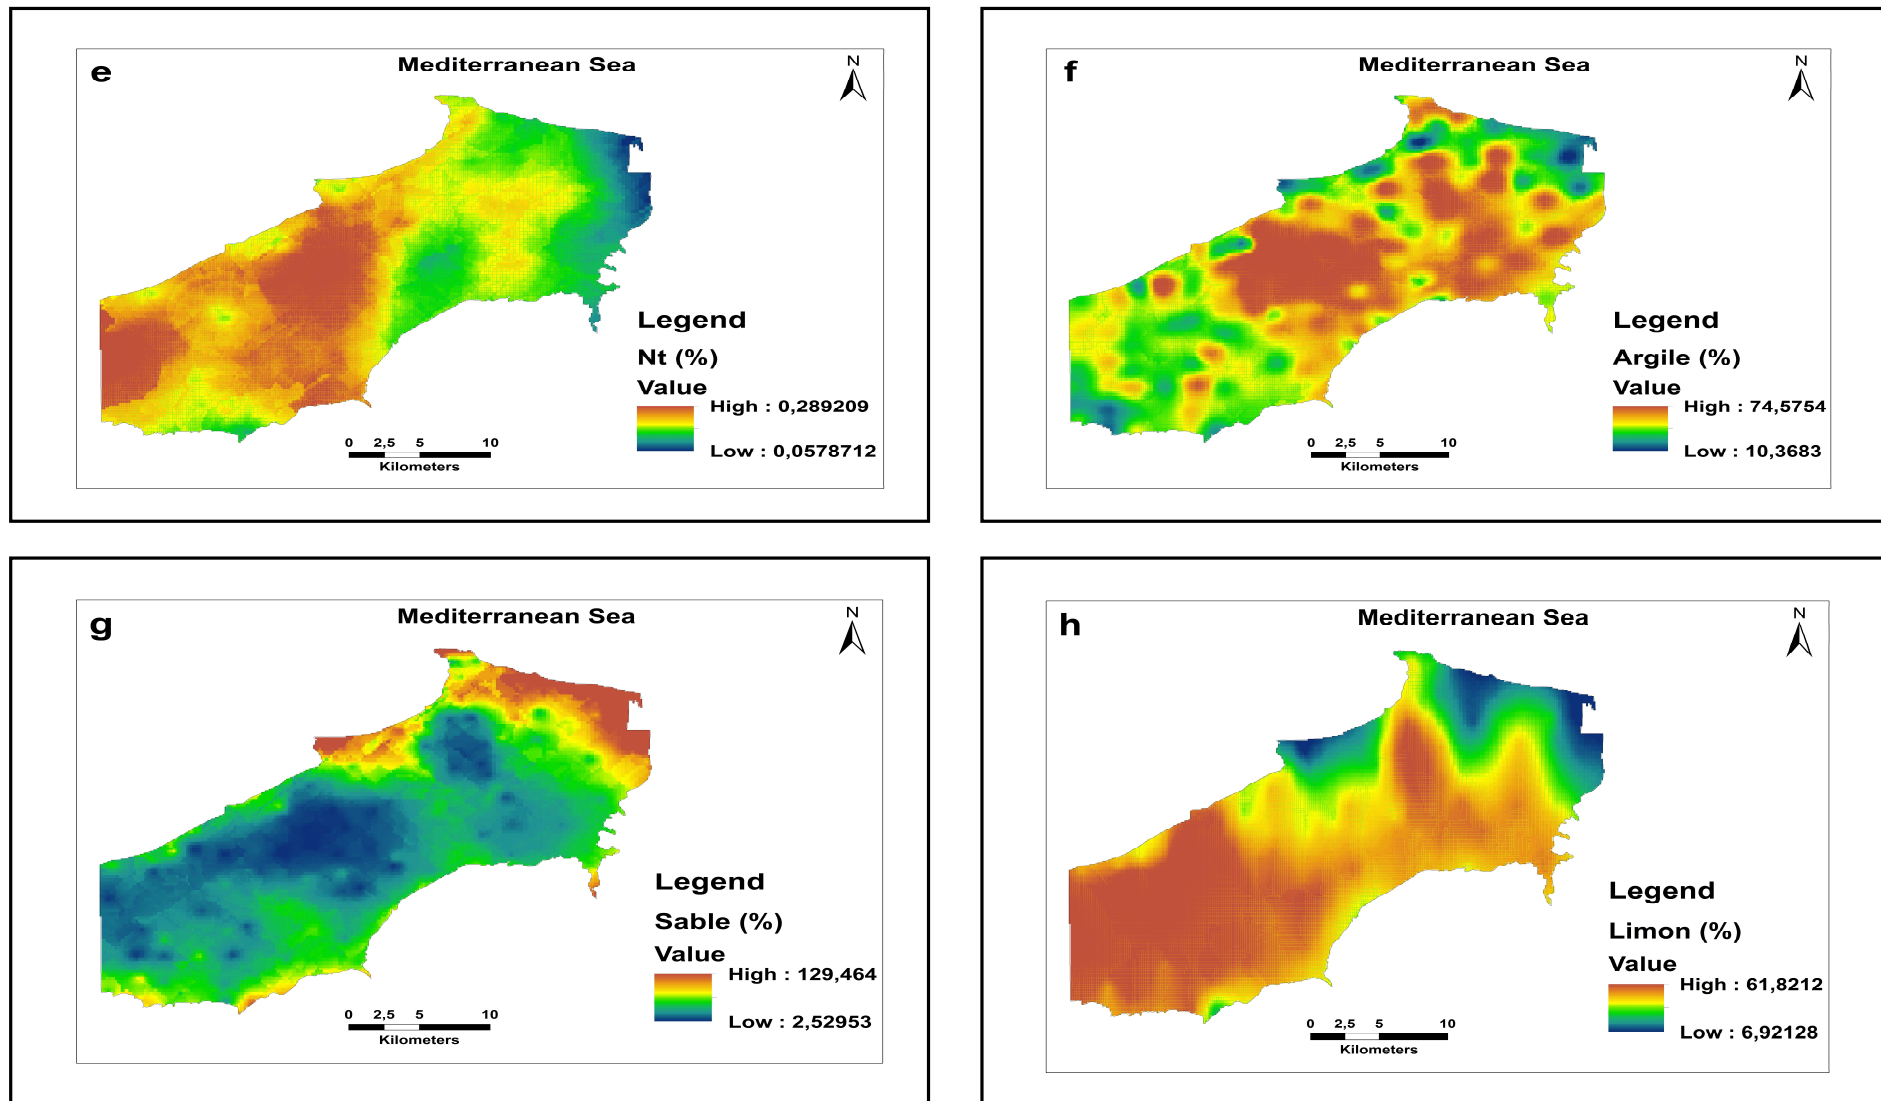 e
Mediterranean Sea
N
Legend
Nt (%)
Value
High : 0,289209
Low : 0,0578712
0 2,5 5 10
Kilometers
f
Mediterranean Sea
N
Legend
Argile (%)
Value
High : 74,5754
Low : 10,3683
0 2,5 5 10
Kilometers
g
Mediterranean Sea
N
Legend
Sable (%)
Value
High : 129,464
Low : 2,52953
0 2,5 5 10
Kilometers
h
Mediterranean Sea
N
Legend
Limon (%)
Value
High : 61,8212
Low : 6,92128
0 2,5 5 10
Kilometers